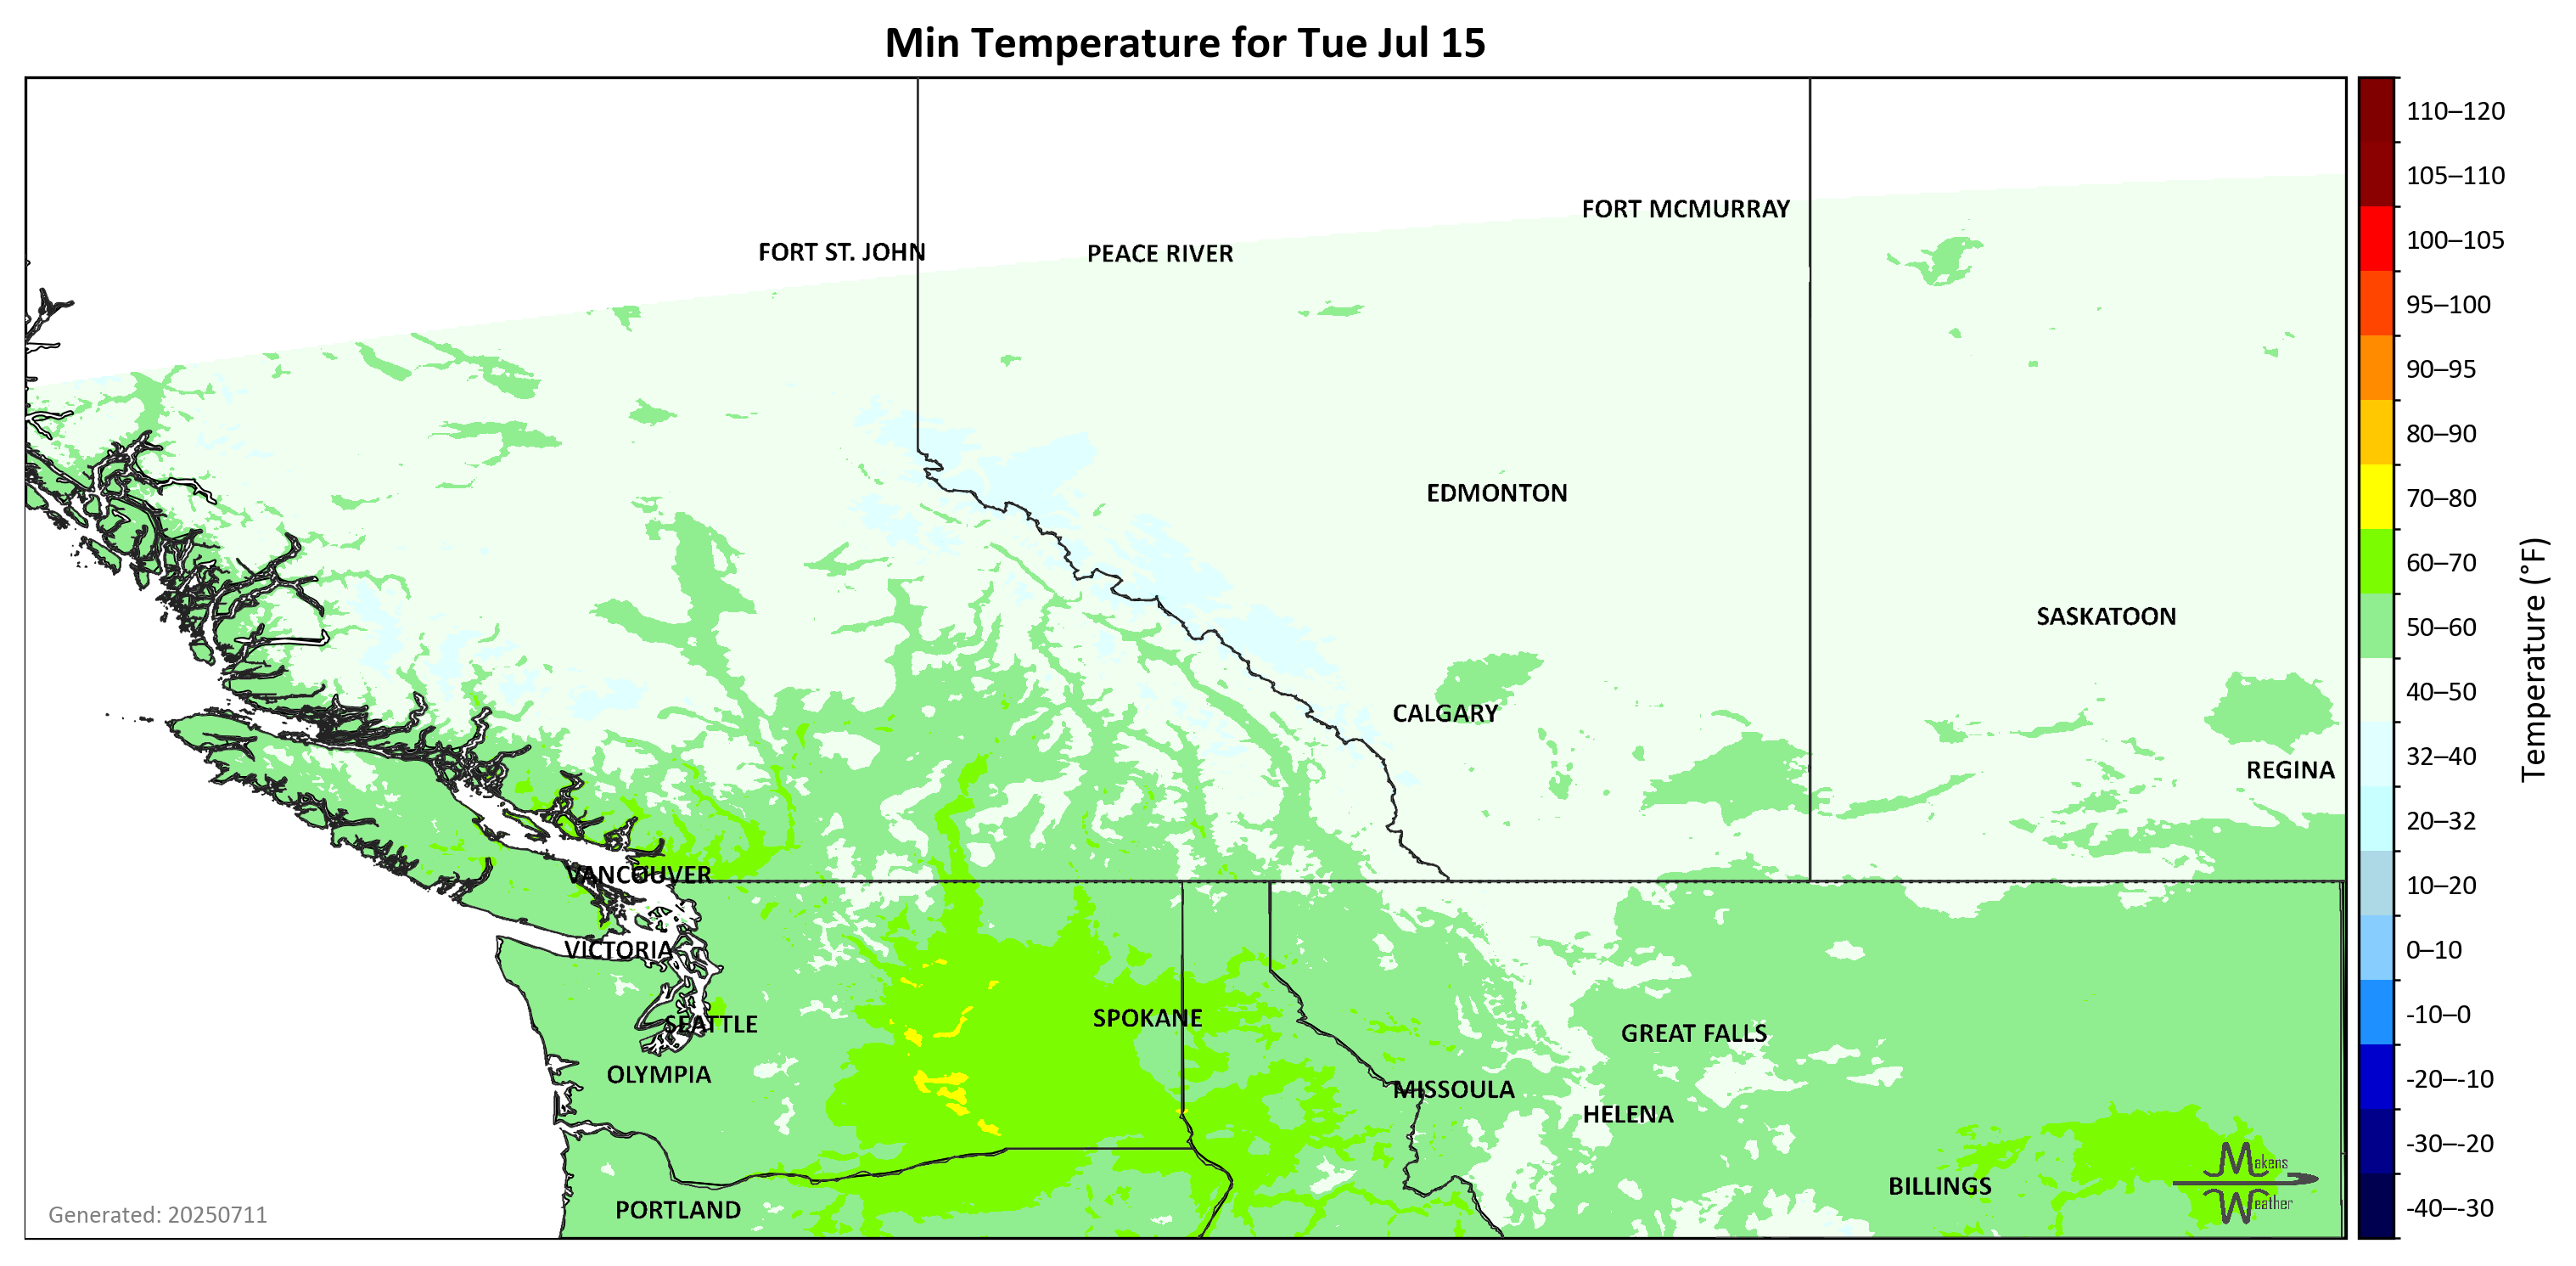 Min Temperature for Tue Jul 15
110–120
105–110
100–105
95–100
90–95
80–90
70–80
60–70
50–60
40–50
32–40
20–32
10–20
0–10
-10–0
-20–-10
-30–-20
-40–-30
Temperature (°F)
FORT MCMURRAY
FORT ST. JOHN
PEACE RIVER
EDMONTON
SASKATOON
CALGARY
REGINA
VANCOUVER
VICTORIA
SPOKANE
SEATTLE
GREAT FALLS
OLYMPIA
MISSOULA
HELENA
BILLINGS
PORTLAND
Makens
Weather
Generated: 20250711